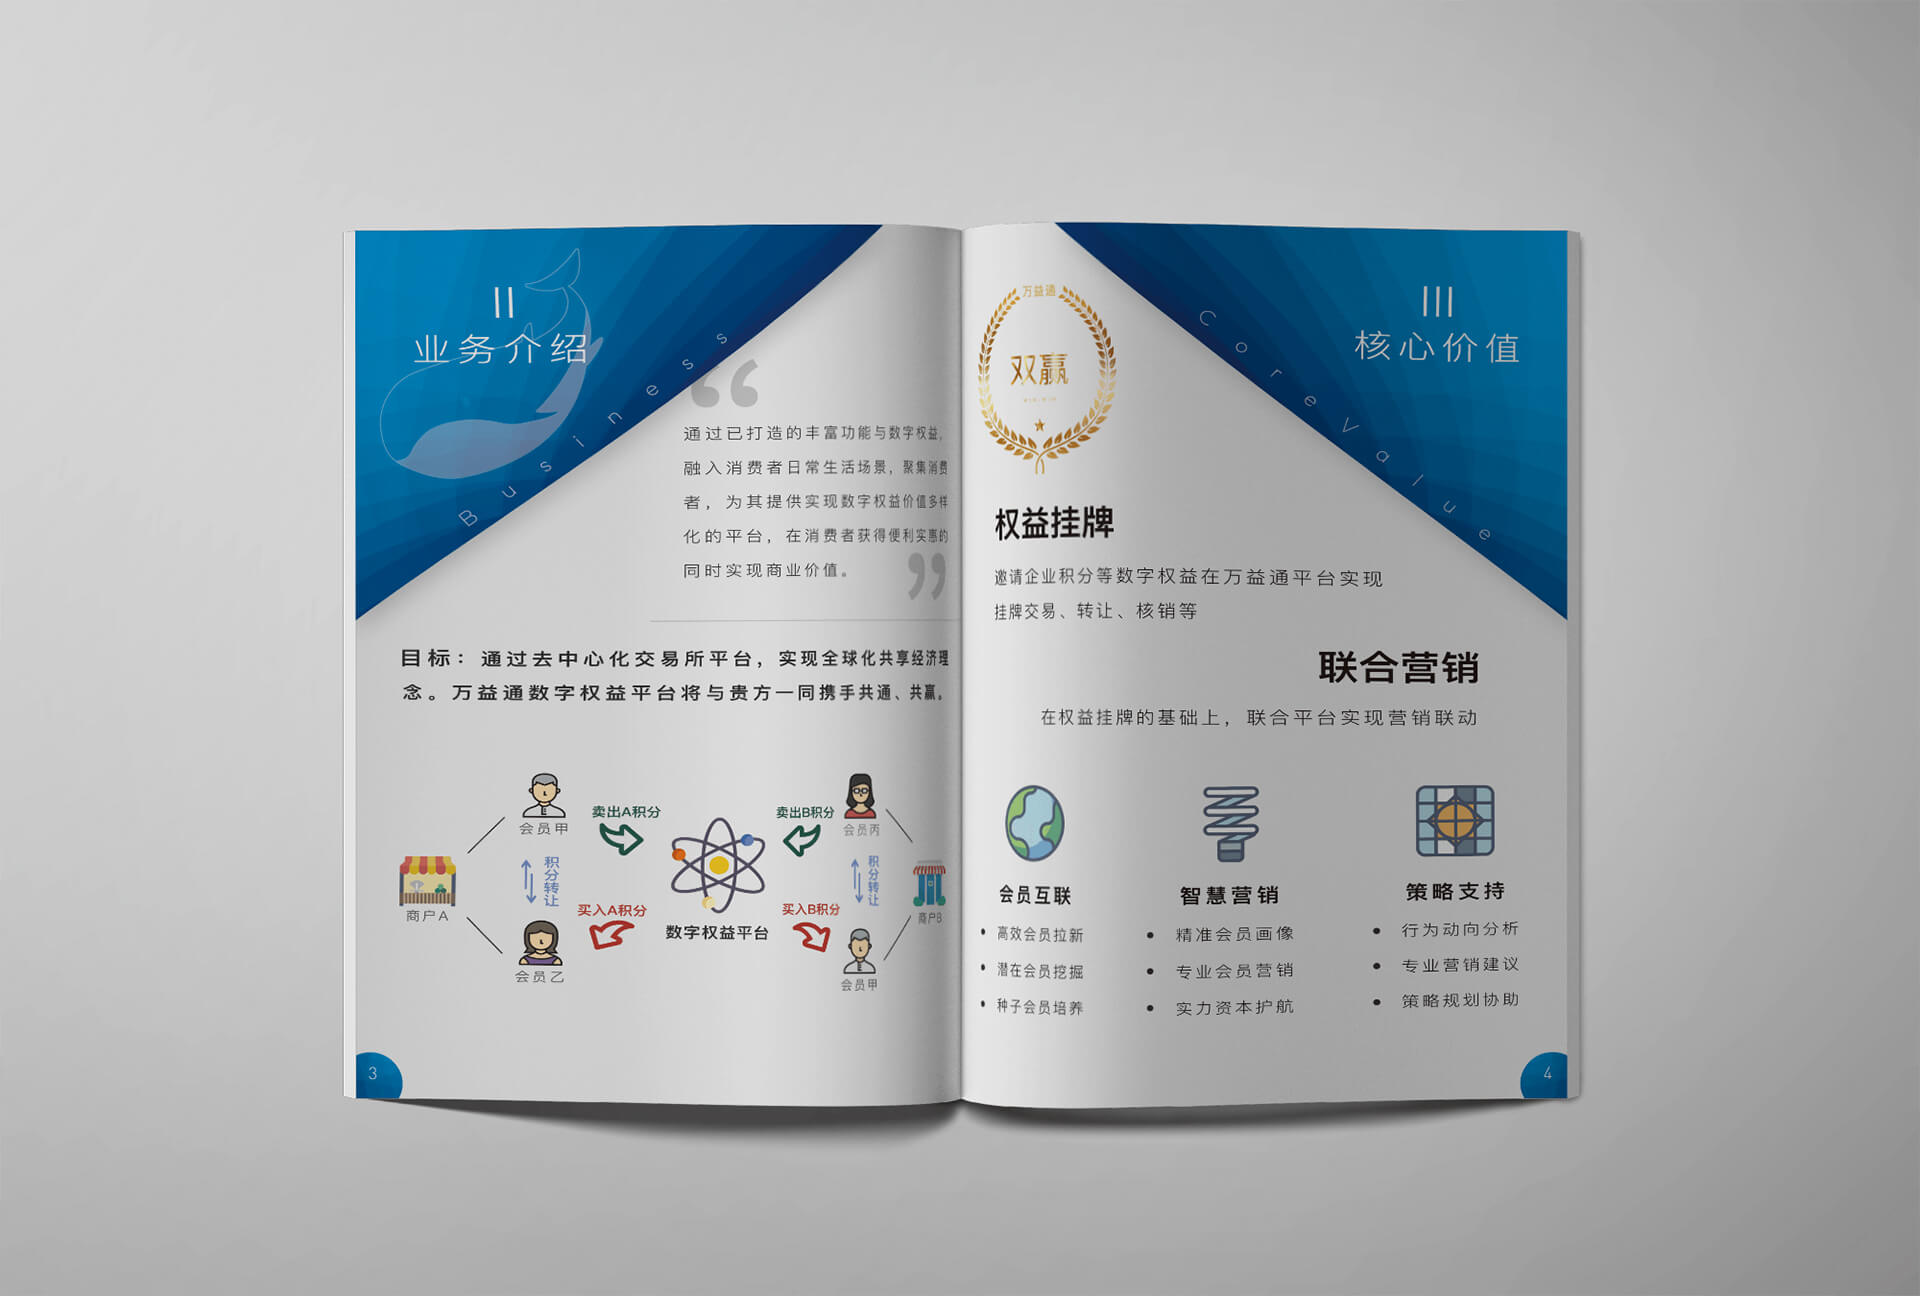 II
业务介绍
Business
“
通过已打造的丰富功能与数字权益，
融入消费者日常生活场景，聚集消费
者，为其提供实现数字权益价值多样
化的平台，在消费者获得便利实惠的
同时实现商业价值。
”
目标：通过去中心化交易所平台，实现全球化共享经济理
念。万益通数字权益平台将与贵方一同携手共通、共赢。
商户A
会员甲
积分转让
会员乙
卖出A积分
买入A积分
数字权益平台
卖出B积分
买入B积分
会员丙
积分转让
会员甲
商户B
3
III
核心价值
CoreValue
万益通
双赢
权益挂牌
邀请企业积分等数字权益在万益通平台实现
挂牌交易、转让、核销等
联合营销
在权益挂牌的基础上，联合平台实现营销联动
会员互联
• 高效会员拉新
• 潜在会员挖掘
• 种子会员培养
智慧营销
• 精准会员画像
• 专业会员营销
• 实力资本护航
策略支持
• 行为动向分析
• 专业营销建议
• 策略规划协助
4